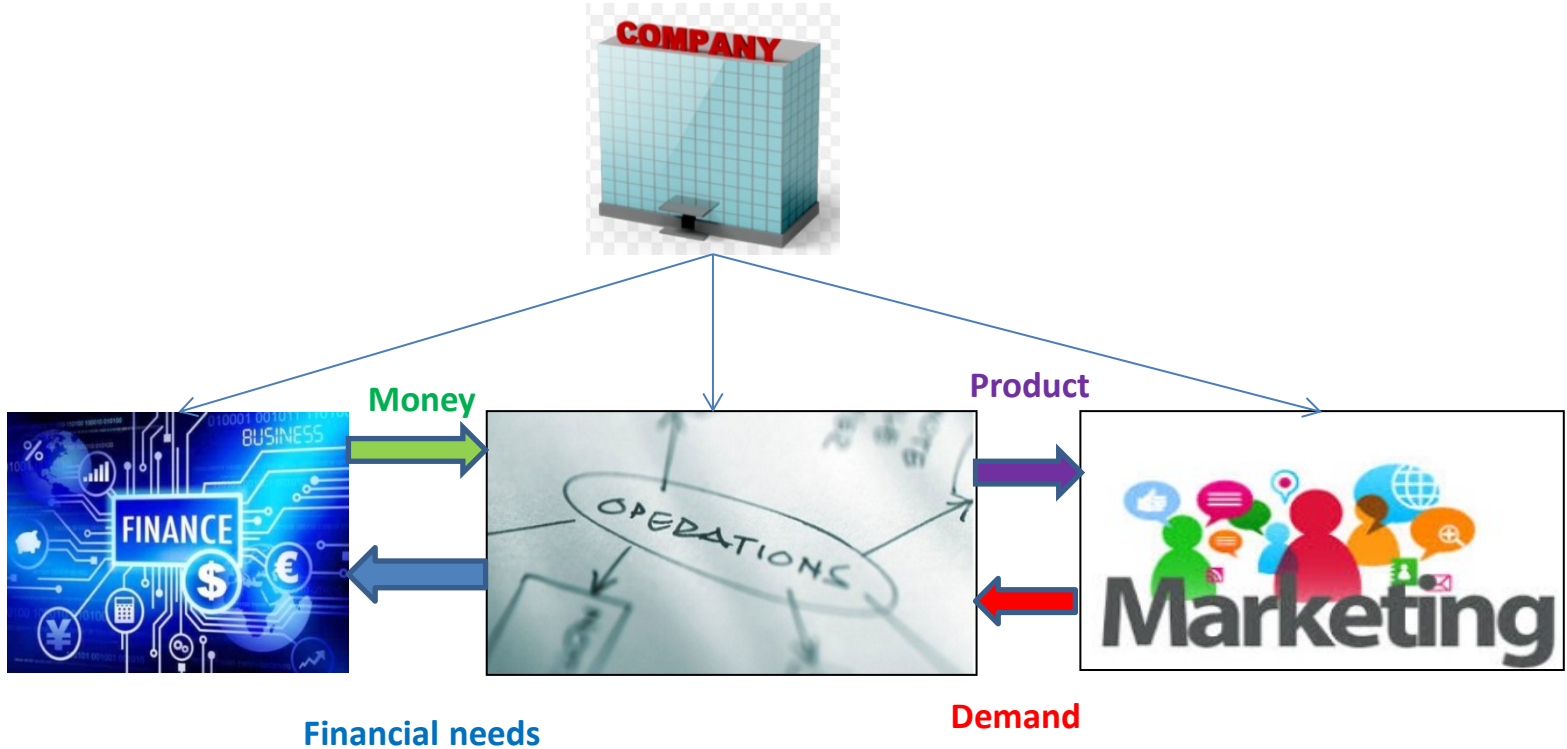 COMPANY
Money
Product
BUSINESS
%
FINANCE
$
€
¥
OPERATIONS
Marketing
Financial needs
Demand